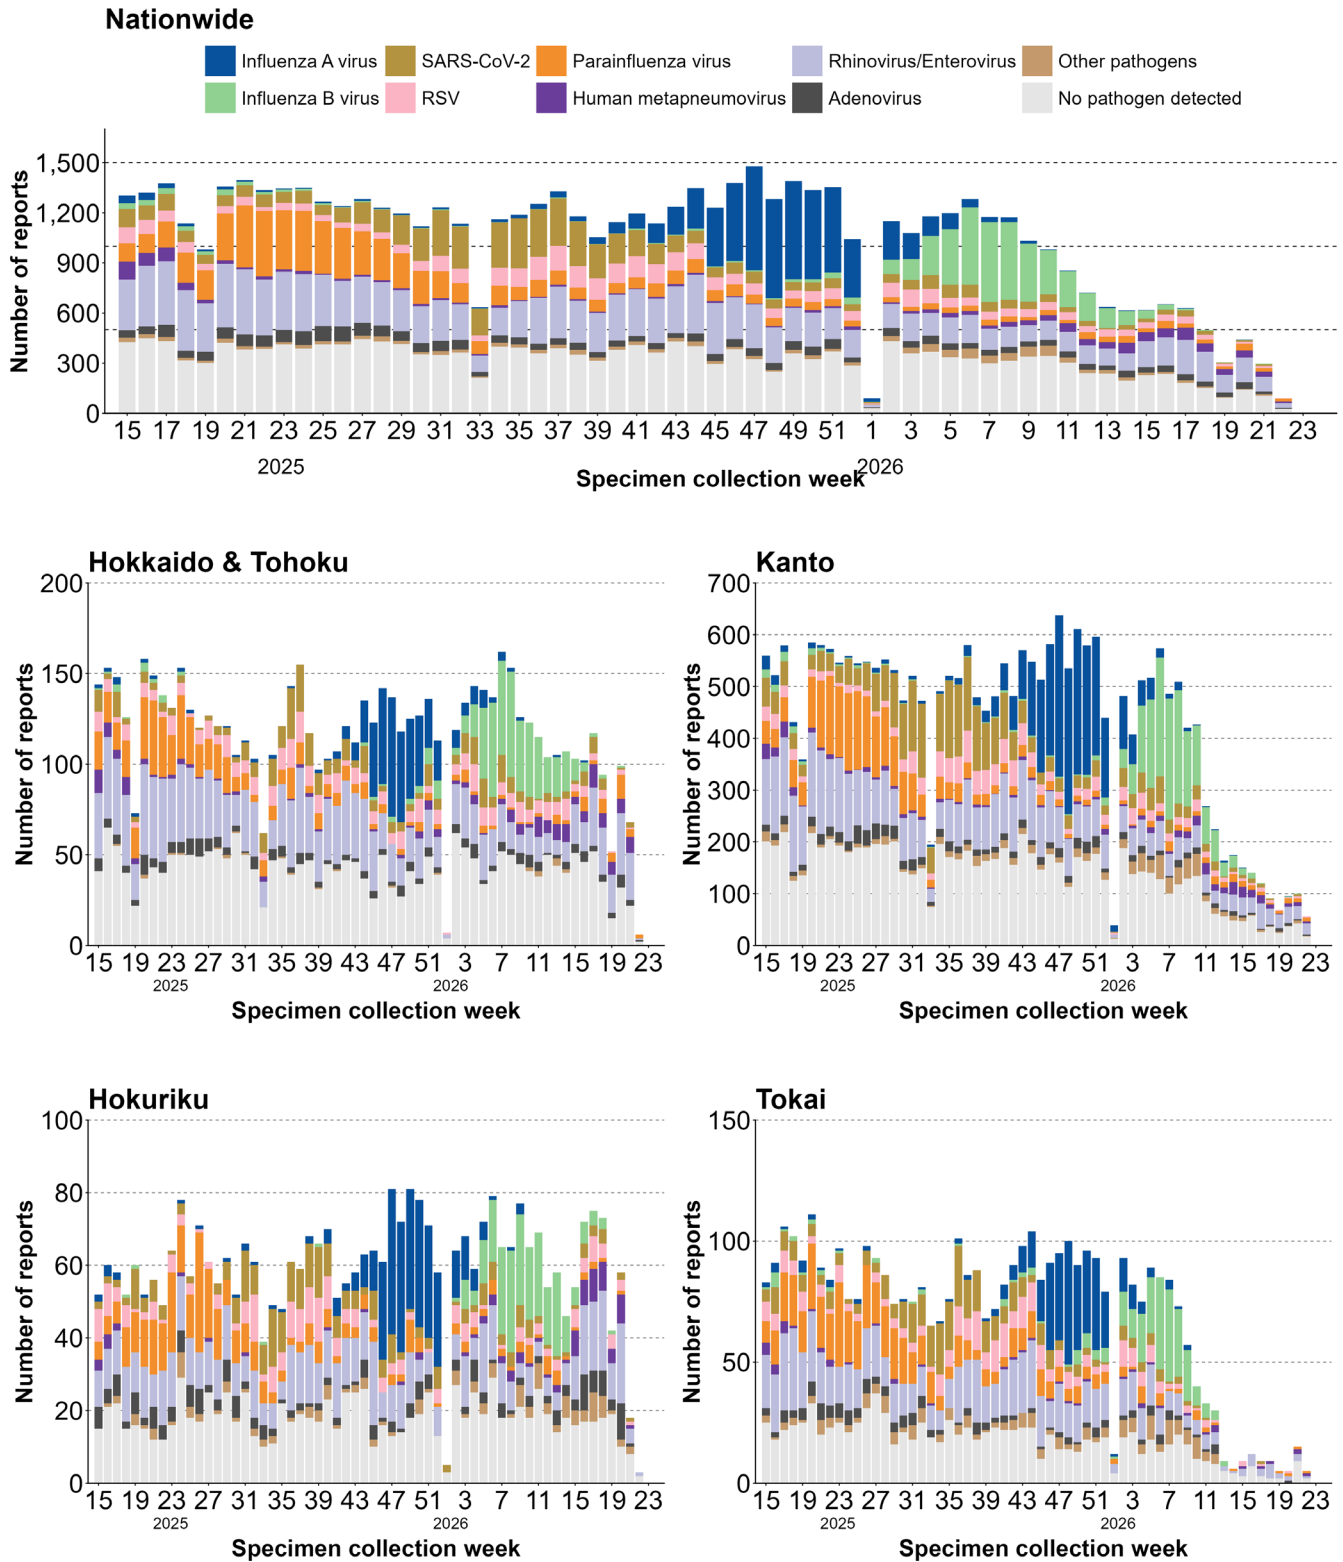 Nationwide
Influenza A virus SARS-CoV-2 Parainfluenza virus Rhinovirus/Enterovirus Other pathogens
Influenza B virus RSV Human metapneumovirus Adenovirus No pathogen detected
Number of reports
1,500
1,200
900
600
300
0
15 17 19 21 23 25 27 29 31 33 35 37 39 41 43 45 47 49 51 1 3 5 7 9 11 13 15 17 19 21 23
2025 2026
Specimen collection week
Hokkaido & Tohoku
Number of reports
200
150
100
50
0
15 19 23 27 31 35 39 43 47 51 3 7 11 15 19 23
2025 2026
Specimen collection week
Kanto
Number of reports
700
600
500
400
300
200
100
0
15 19 23 27 31 35 39 43 47 51 3 7 11 15 19 23
2025 2026
Specimen collection week
Hokuriku
Number of reports
100
80
60
40
20
0
15 19 23 27 31 35 39 43 47 51 3 7 11 15 19 23
2025 2026
Specimen collection week
Tokai
Number of reports
150
100
50
0
15 19 23 27 31 35 39 43 47 51 3 7 11 15 19 23
2025 2026
Specimen collection week